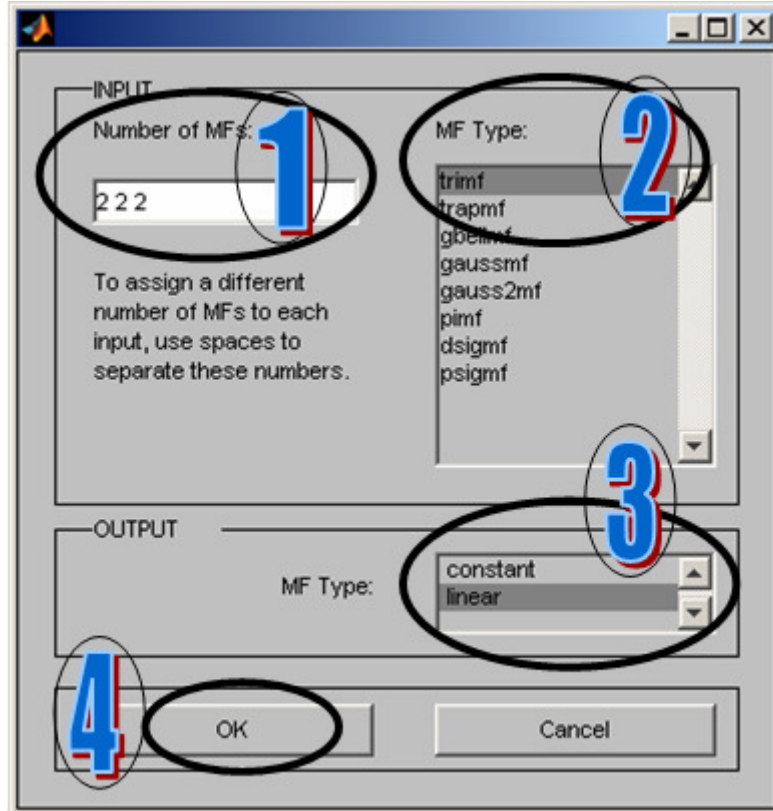 INPUT
Number of MFs:
1
2 2 2
To assign a different
number of MFs to each
input, use spaces to
separate these numbers.
MF Type:
2
trimf
trapmf
gbellmf
gaussmf
gauss2mf
pimf
dsigmf
psigmf
3
OUTPUT
MF Type:
constant
linear
4
OK
Cancel